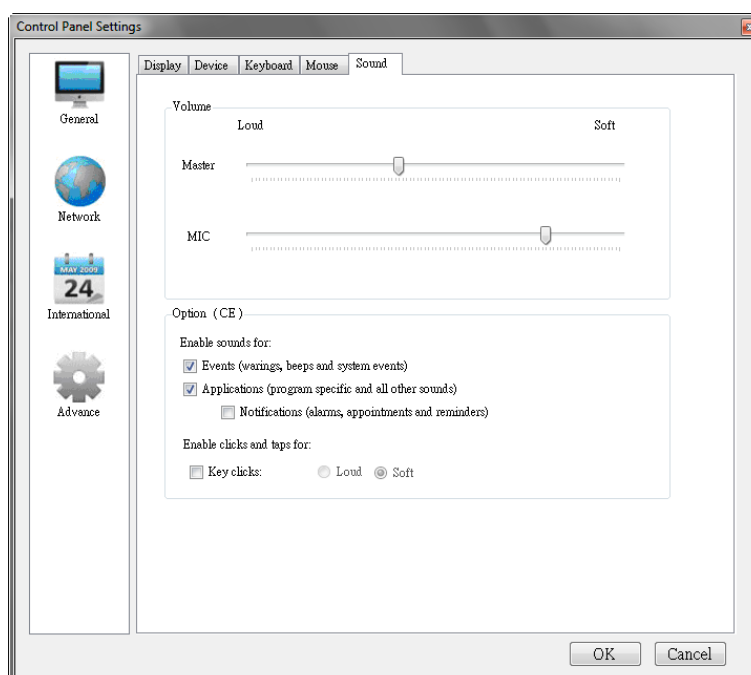 Control Panel Settings
General
Network
MAY 2009
24
International
Advance
Display Device Keyboard Mouse Sound
Volume
Loud Soft
Master
MIC
Option (CE)
Enable sounds for:
Events (warings, beeps and system events)
Applications (program specific and all other sounds)
Notifications (alarms, appointments and reminders)
Enable clicks and taps for:
Key clicks: Loud Soft
OK Cancel